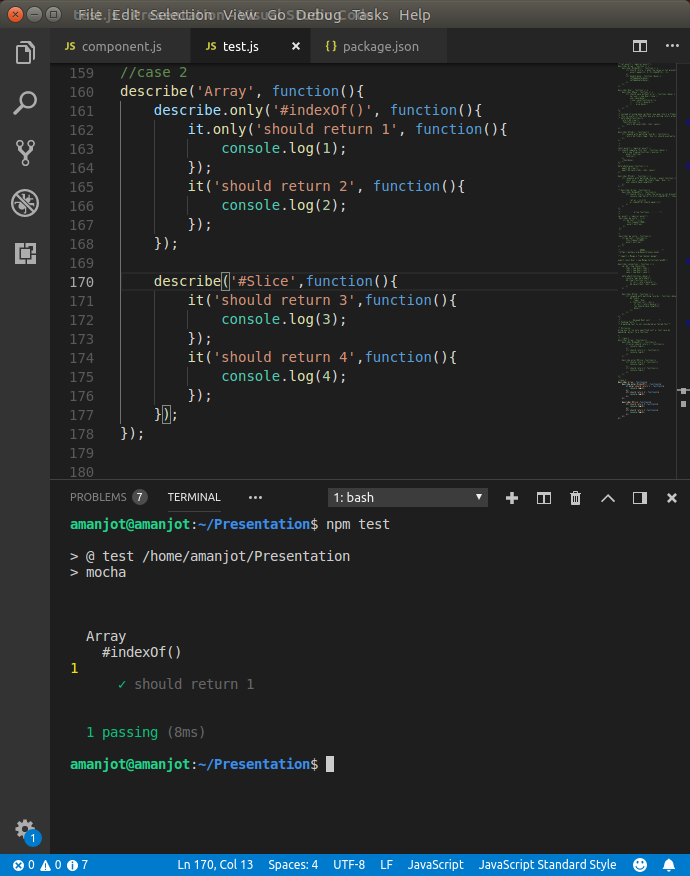 File Edit Selection View Go Debug Tasks Help
JS component.js JS test.js × { } package.json ···
159 //case 2
160 describe('Array', function(){
161 describe.only('#indexOf()', function(){
162 it.only('should return 1', function(){
163 console.log(1);
164 });
165 it('should return 2', function(){
166 console.log(2);
167 });
168 });
169
170 describe('#Slice',function(){
171 it('should return 3',function(){
172 console.log(3);
173 });
174 it('should return 4',function(){
175 console.log(4);
176 });
177 });
178 });
179
180
PROBLEMS 7 TERMINAL ··· 1: bash
amanjot@amanjot:~/Presentation$ npm test
> @ test /home/amanjot/Presentation
> mocha
Array
#indexOf()
1
✓ should return 1
1 passing (8ms)
amanjot@amanjot:~/Presentation$
1
0 0 7 Ln 170, Col 13 Spaces: 4 UTF-8 LF JavaScript JavaScript Standard Style